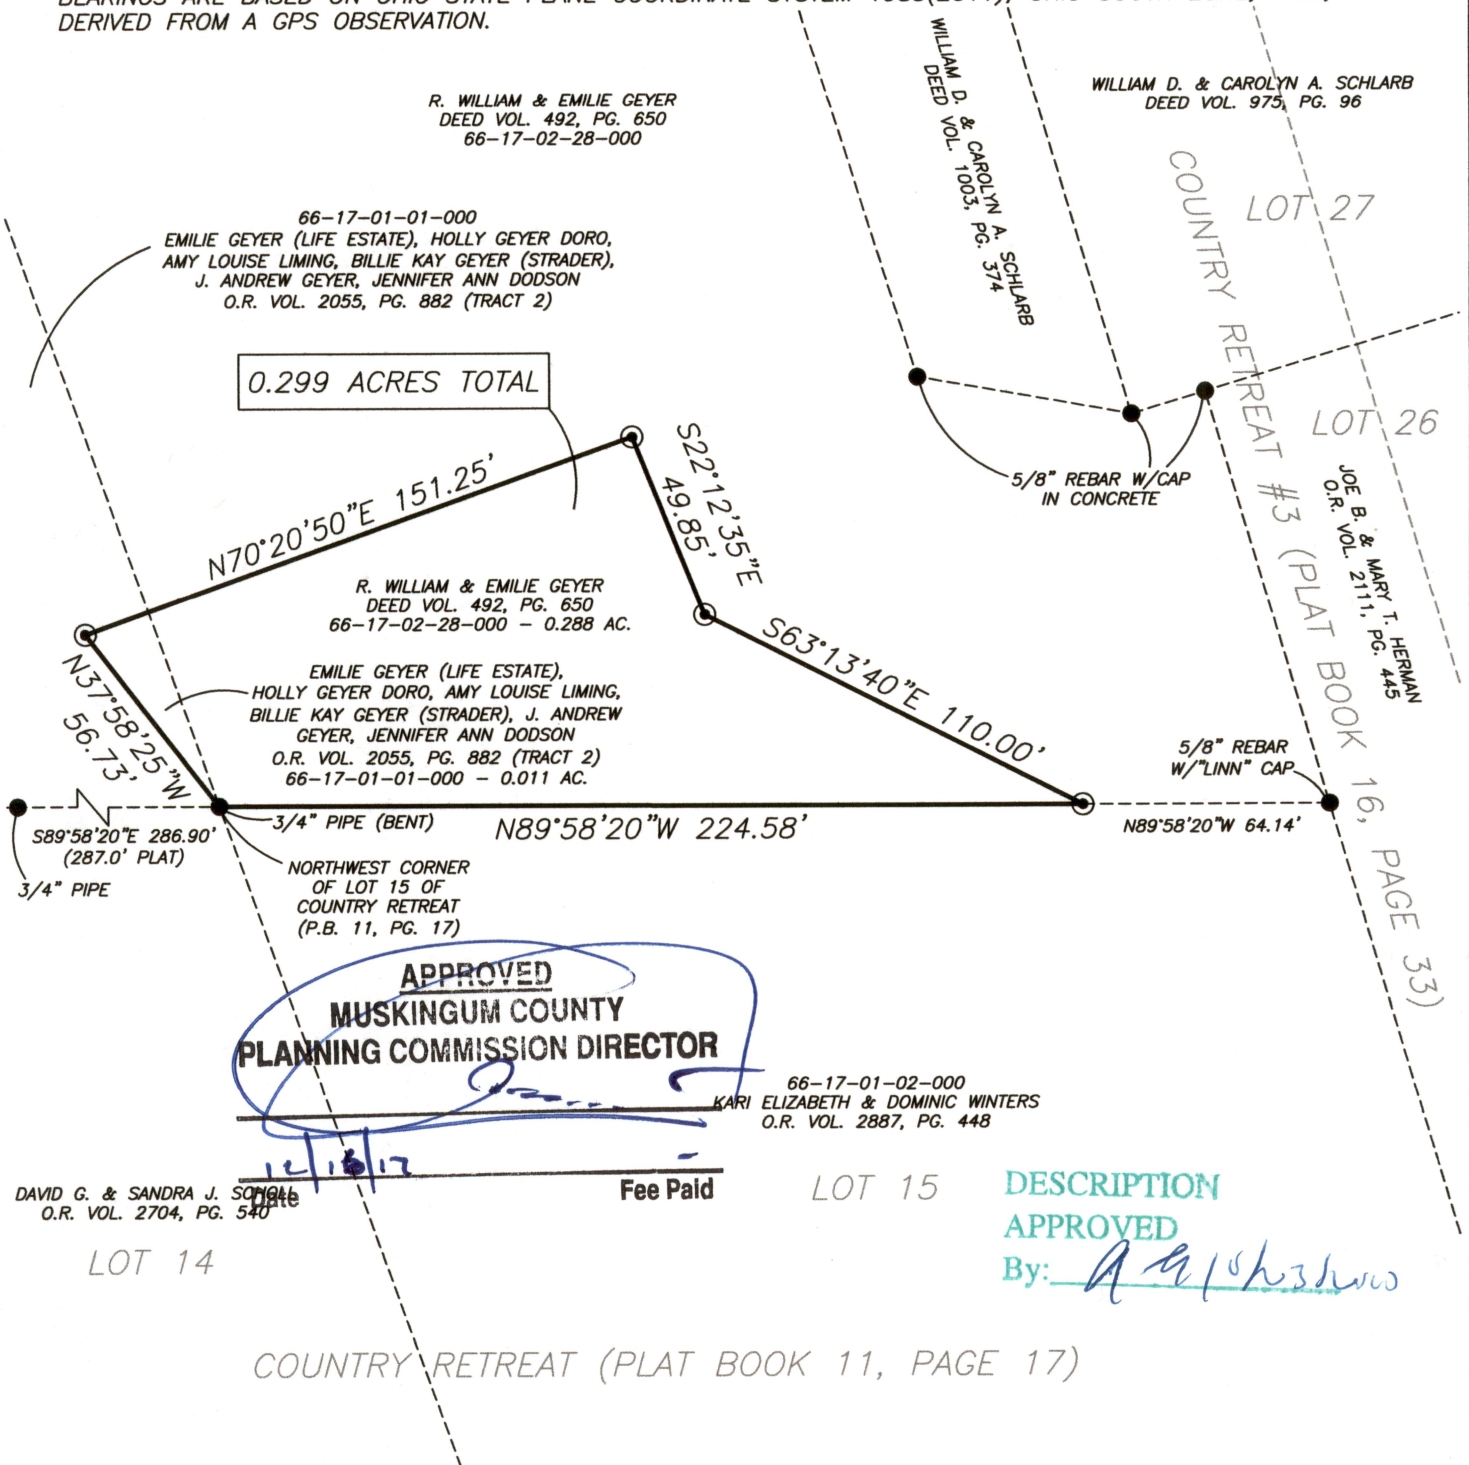 DERIVED FROM A GPS OBSERVATION.
R. WILLIAM & EMILIE GEYER
DEED VOL. 492, PG. 650
66-17-02-28-000
WILLIAM D. & CAROLYN A. SCHLARB
DEED VOL. 1003, PG. 374
WILLIAM D. & CAROLYN A. SCHLARB
DEED VOL. 975, PG. 96
LOT 27
66-17-01-01-000
EMILIE GEYER (LIFE ESTATE), HOLLY GEYER DORO,
AMY LOUISE LIMING, BILLIE KAY GEYER (STRADER),
J. ANDREW GEYER, JENNIFER ANN DODSON
O.R. VOL. 2055, PG. 882 (TRACT 2)
0.299 ACRES TOTAL
COUNTRY RETREAT #3 (PLAT BOOK 16, PAGE 33)
LOT 26
5/8" REBAR W/CAP
IN CONCRETE
JOE B. & MARY T. HERMAN
O.R. VOL. 2111, PG. 445
N70°20'50"E 151.25'
S22°12'35"E
49.85'
R. WILLIAM & EMILIE GEYER
DEED VOL. 492, PG. 650
66-17-02-28-000 - 0.288 AC.
S63°13'40"E 110.00'
N37°58'25"W
56.73'
EMILIE GEYER (LIFE ESTATE),
HOLLY GEYER DORO, AMY LOUISE LIMING,
BILLIE KAY GEYER (STRADER), J. ANDREW
GEYER, JENNIFER ANN DODSON
O.R. VOL. 2055, PG. 882 (TRACT 2)
66-17-01-01-000 - 0.011 AC.
5/8" REBAR
W/"LINN" CAP
S89°58'20"E 286.90'
(287.0' PLAT)
3/4" PIPE
3/4" PIPE (BENT)
N89°58'20"W 224.58'
N89°58'20"W 64.14'
NORTHWEST CORNER
OF LOT 15 OF
COUNTRY RETREAT
(P.B. 11, PG. 17)
APPROVED
MUSKINGUM COUNTY
PLANNING COMMISSION DIRECTOR
66-17-01-02-000
KARI ELIZABETH & DOMINIC WINTERS
O.R. VOL. 2887, PG. 448
12/18/17
Date
Fee Paid
DAVID G. & SANDRA J. SCHOLL
O.R. VOL. 2704, PG. 540
LOT 14
LOT 15
DESCRIPTION
APPROVED
By:
COUNTRY RETREAT (PLAT BOOK 11, PAGE 17)